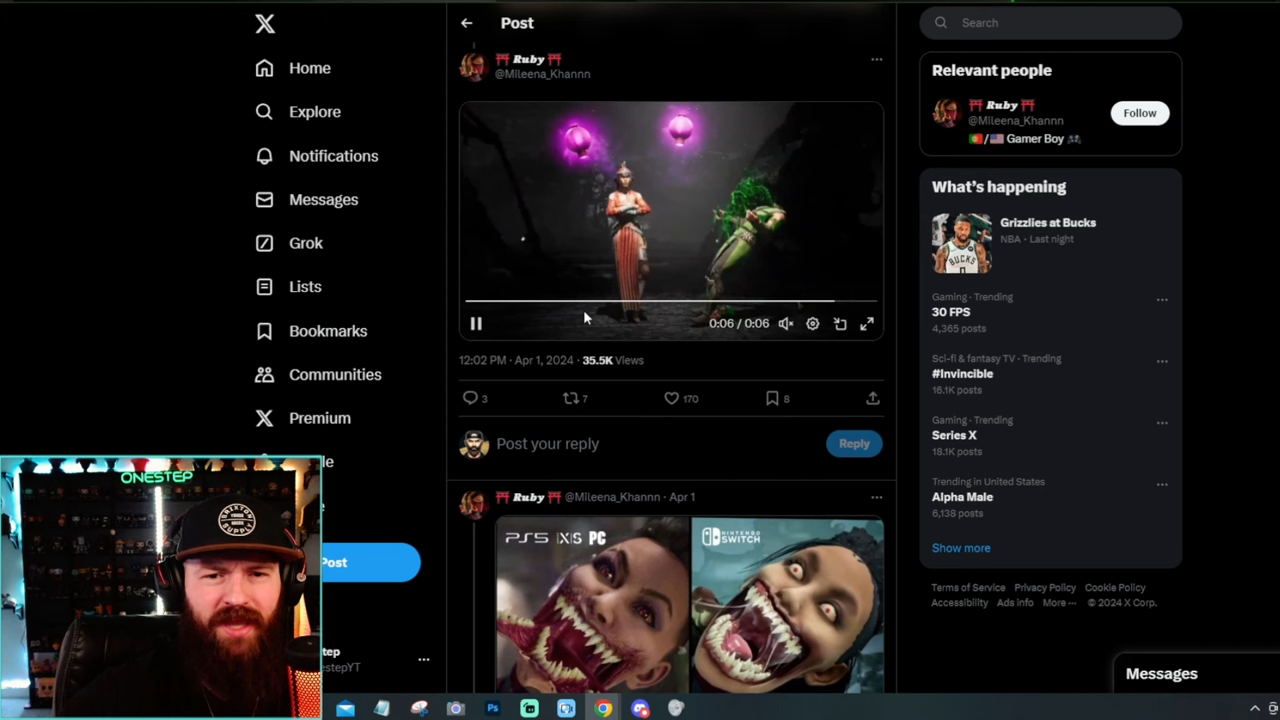 Post
Search
Home
Explore
Notifications
Messages
Grok
Lists
Bookmarks
Communities
Premium
Post
estepYT
⛩️ Ruby ⛩️
@Mileena_Khannn
0:06 / 0:06
12:02 PM · Apr 1, 2024 · 35.5K Views
3
7
170
8
Post your reply
Reply
⛩️ Ruby ⛩️ @Mileena_Khannn · Apr 1
PS5 X|S PC
NINTENDO
SWITCH
Relevant people
⛩️ Ruby ⛩️
@Mileena_Khannn
Follow
🇵🇹/🇺🇸 Gamer Boy 🎮
What's happening
BUCKS
Grizzlies at Bucks
NBA · Last night
Gaming · Trending
30 FPS
4,365 posts
Sci-fi & fantasy TV · Trending
#Invincible
16.1K posts
Gaming · Trending
Series X
18.1K posts
Trending in United States
Alpha Male
6,138 posts
Show more
Terms of Service Privacy Policy Cookie Policy
Accessibility Ads info More ··· © 2024 X Corp.
Messages
ONESTEP
BRIXTON
SUPPLY
Ps